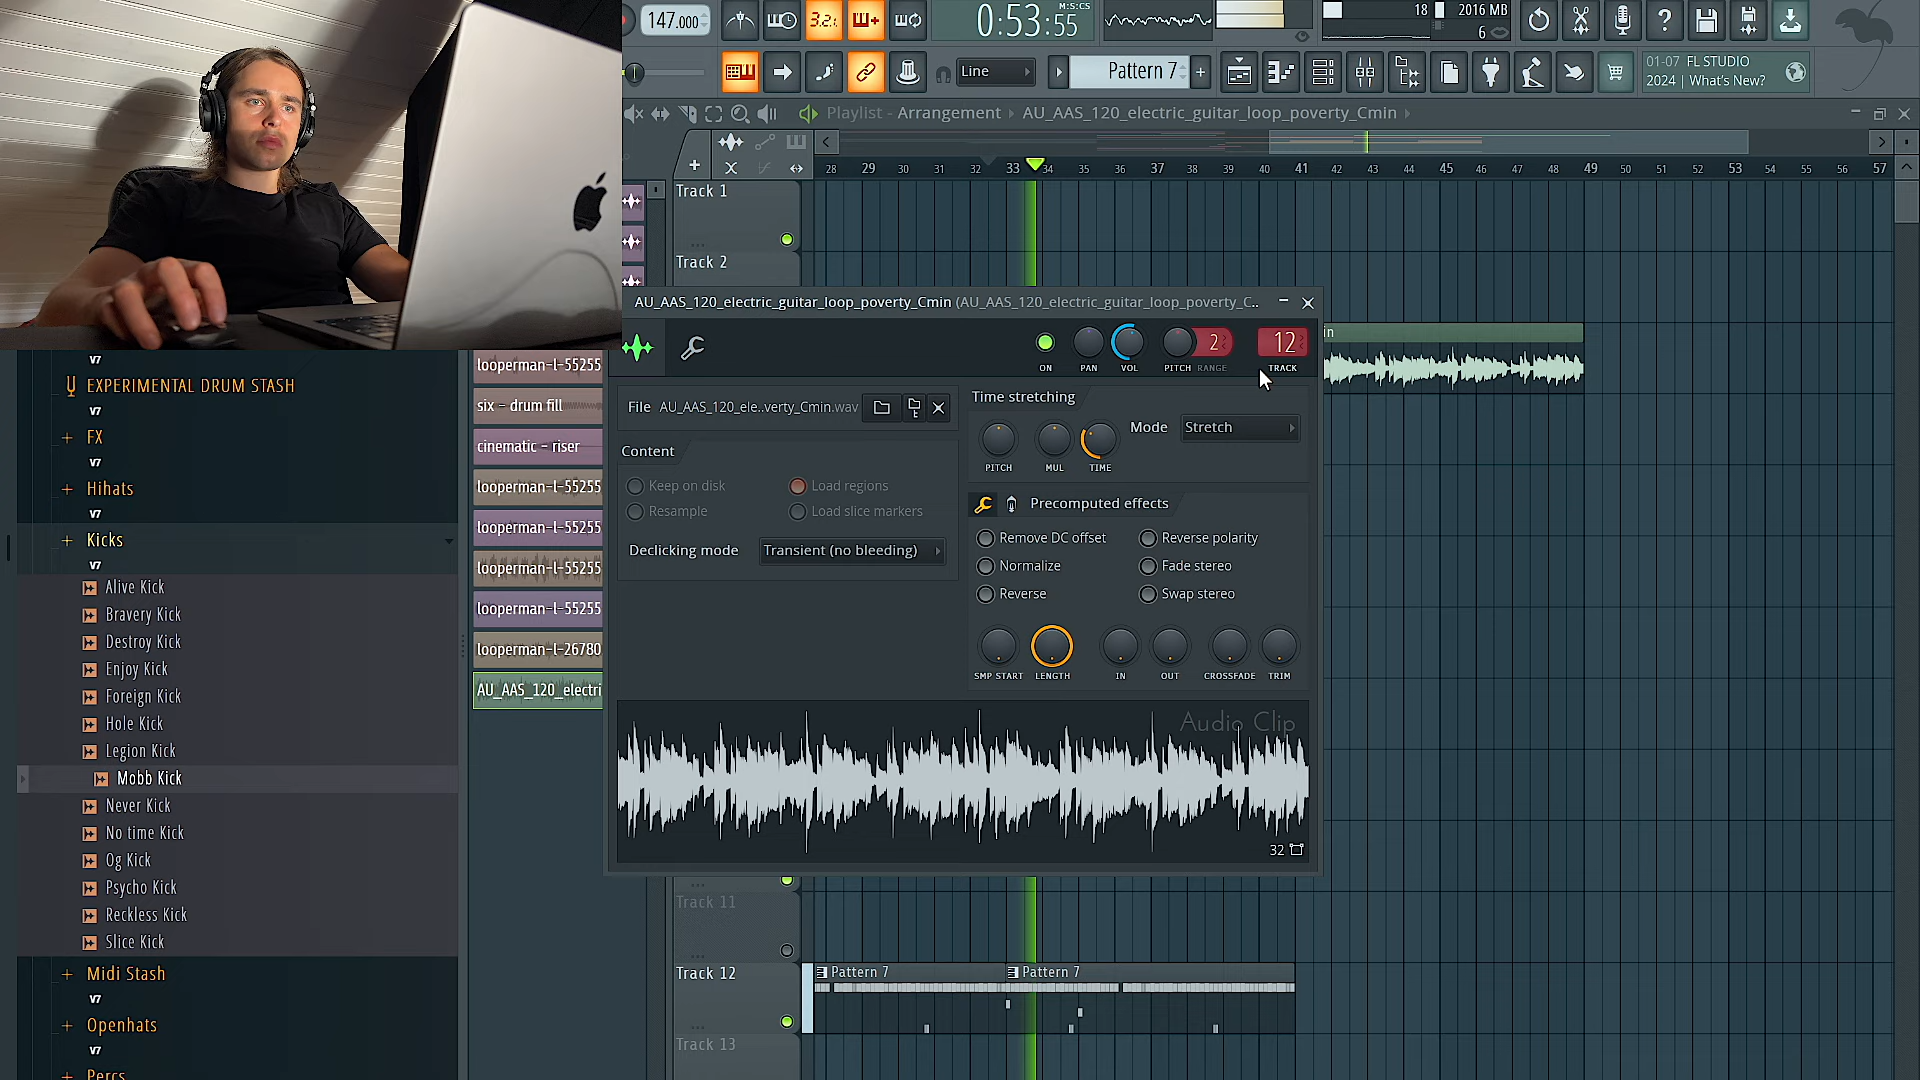 147.000
3.2.
0:53:55
M:S:CS
18
2016 MB
6
Line
Pattern 7
01-07 FL STUDIO
2024 | What's New?
Playlist - Arrangement › AU_AAS_120_electric_guitar_loop_poverty_Cmin
28 29 30 31 32 33 34 35 36 37 38 39 40 41 42 43 44 45 46 47 48 49 50 51 52 53 54 55 56 57
Track 1
Track 2
AU_AAS_120_electric_guitar_loop_poverty_Cmin (AU_AAS_120_electric_guitar_loop_poverty_C..
in
2
12
ON PAN VOL PITCH RANGE TRACK
File AU_AAS_120_ele..verty_Cmin.wav
Content
Keep on disk
Load regions
Resample
Load slice markers
Declicking mode
Transient (no bleeding)
Time stretching
Mode
Stretch
PITCH MUL TIME
Precomputed effects
Remove DC offset
Reverse polarity
Normalize
Fade stereo
Reverse
Swap stereo
SMP START LENGTH IN OUT CROSSFADE TRIM
Audio Clip
32
V7
EXPERIMENTAL DRUM STASH
V7
+ FX
V7
+ Hihats
V7
+ Kicks
V7
Alive Kick
Bravery Kick
Destroy Kick
Enjoy Kick
Foreign Kick
Hole Kick
Legion Kick
Mobb Kick
Never Kick
No time Kick
Og Kick
Psycho Kick
Reckless Kick
Slice Kick
+ Midi Stash
V7
+ Openhats
V7
+ Percs
looperman-l-55255
six - drum fill
cinematic - riser
looperman-l-55255
looperman-l-55255
looperman-l-55255
looperman-l-55255
looperman-l-26780
AU_AAS_120_electri
Track 11
Track 12
Pattern 7
Pattern 7
Track 13